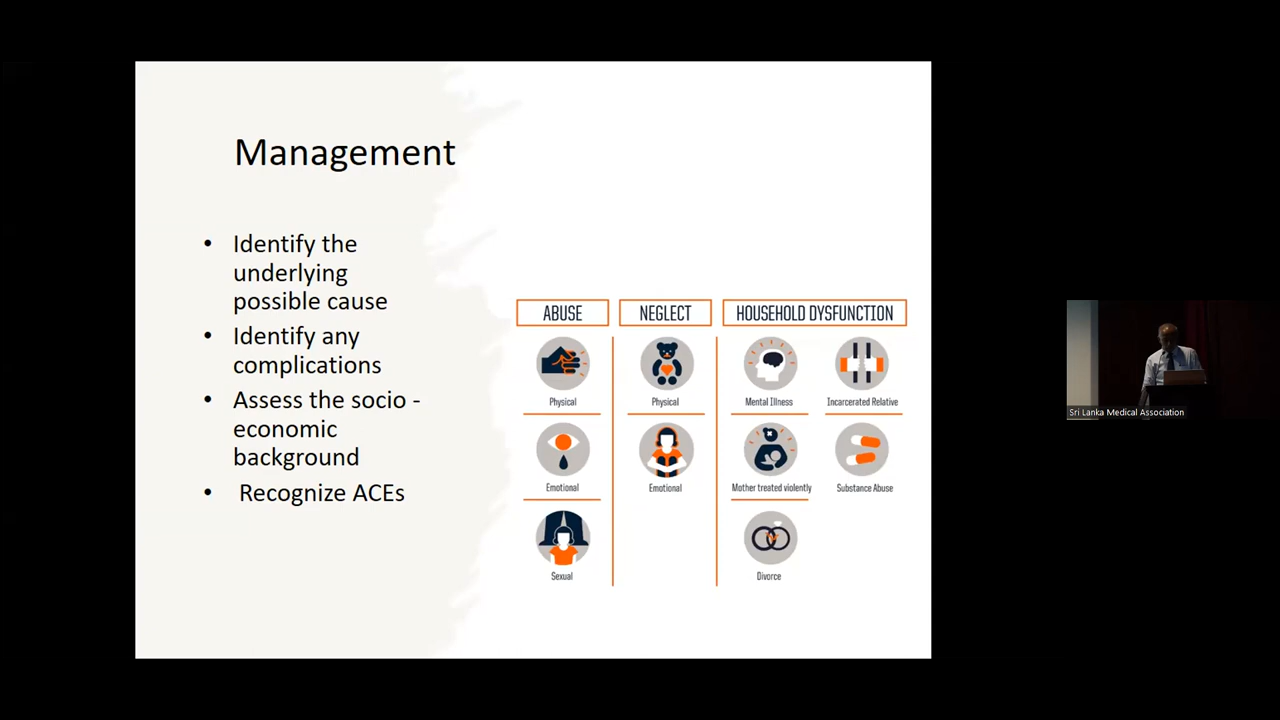 Management
• Identify the
underlying
possible cause
• Identify any
complications
• Assess the socio -
economic
background
• Recognize ACEs
ABUSE
NEGLECT
HOUSEHOLD DYSFUNCTION
Physical
Physical
Mental Illness
Incarcerated Relative
Emotional
Emotional
Mother treated violently
Substance Abuse
Sexual
Divorce
Sri Lanka Medical Association